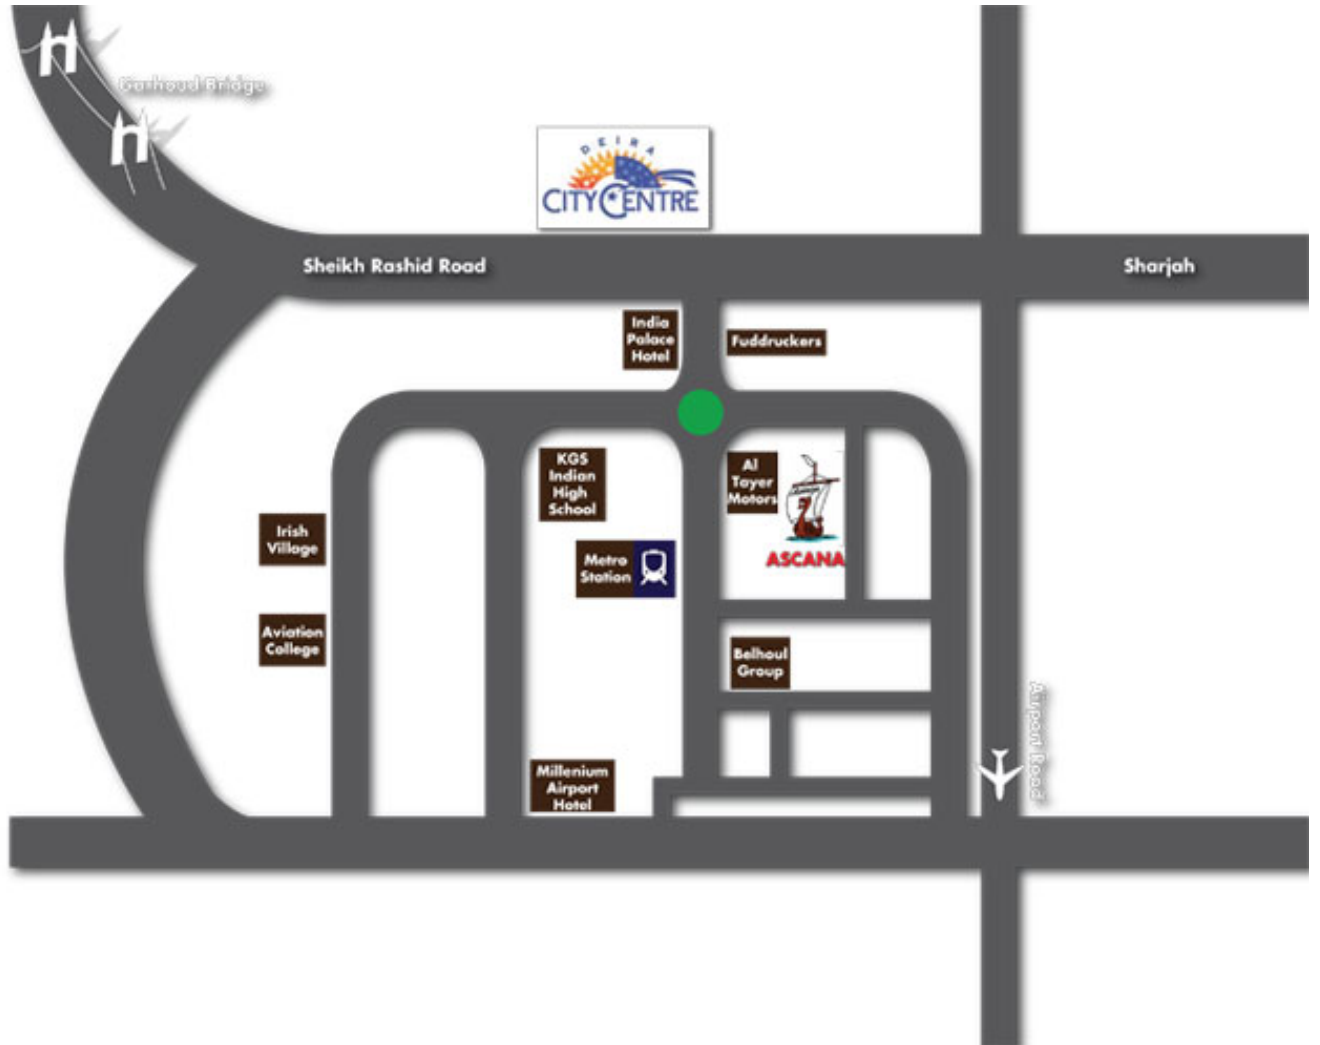 Garhoud Bridge
DEIRA
CITY CENTRE
Sheikh Rashid Road
Sharjah
India
Palace
Hotel
Fuddruckers
KGS
Indian
High
School
Al
Tayer
Motors
ASCANA
Irish
Village
Metro
Station
Aviation
College
Belhoul
Group
Airport Road
Millenium
Airport
Hotel